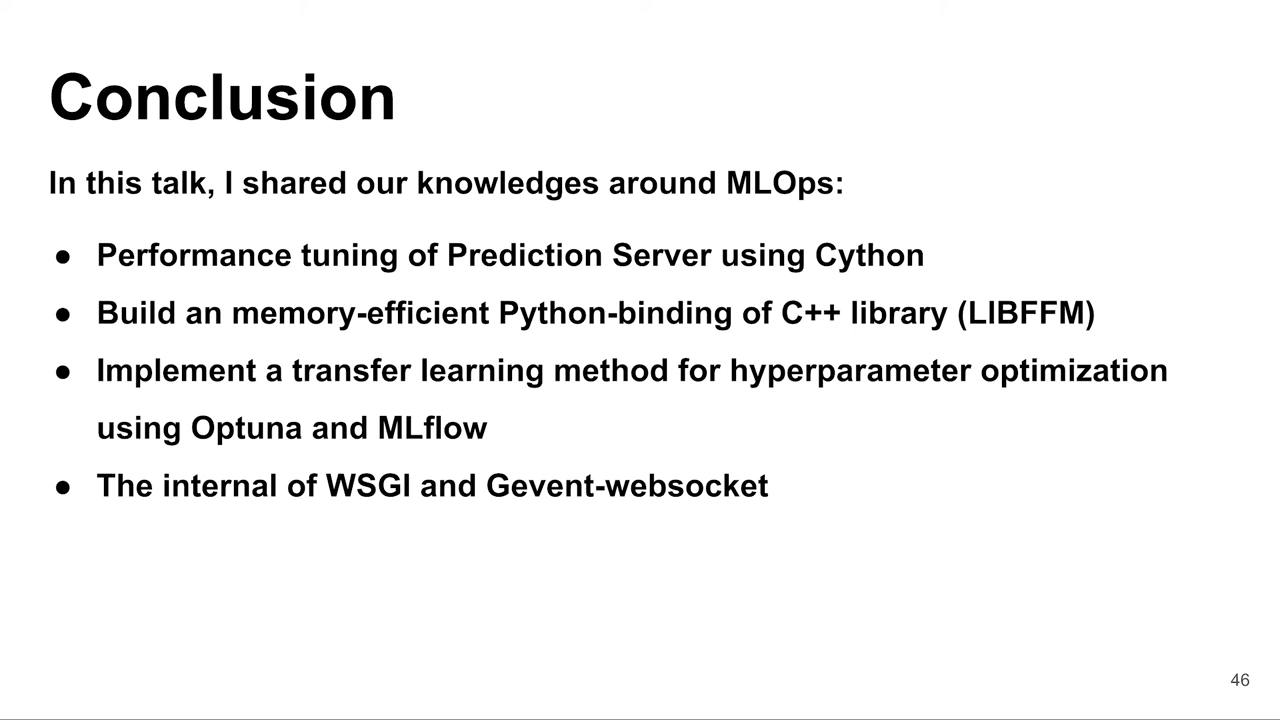 Conclusion
In this talk, I shared our knowledges around MLOps:
● Performance tuning of Prediction Server using Cython
● Build an memory-efficient Python-binding of C++ library (LIBFFM)
● Implement a transfer learning method for hyperparameter optimization
using Optuna and MLflow
● The internal of WSGI and Gevent-websocket
46